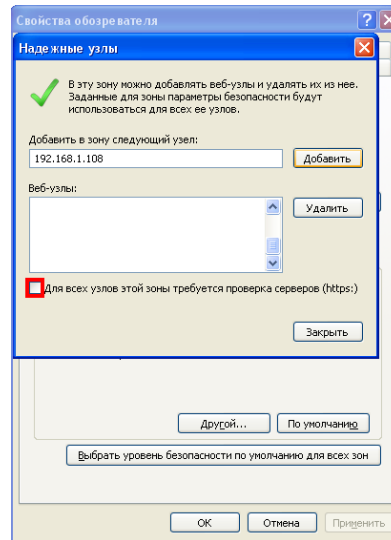 Свойства обозревателя
Надежные узлы
В эту зону можно добавлять веб-узлы и удалять их из нее.
Заданные для зоны параметры безопасности будут
использоваться для всех ее узлов.
Добавить в зону следующий узел:
192.168.1.108
Добавить
Веб-узлы:
Удалить
Для всех узлов этой зоны требуется проверка серверов (https:)
Закрыть
Другой...
По умолчанию
Выбрать уровень безопасности по умолчанию для всех зон
ОК
Отмена
Применить